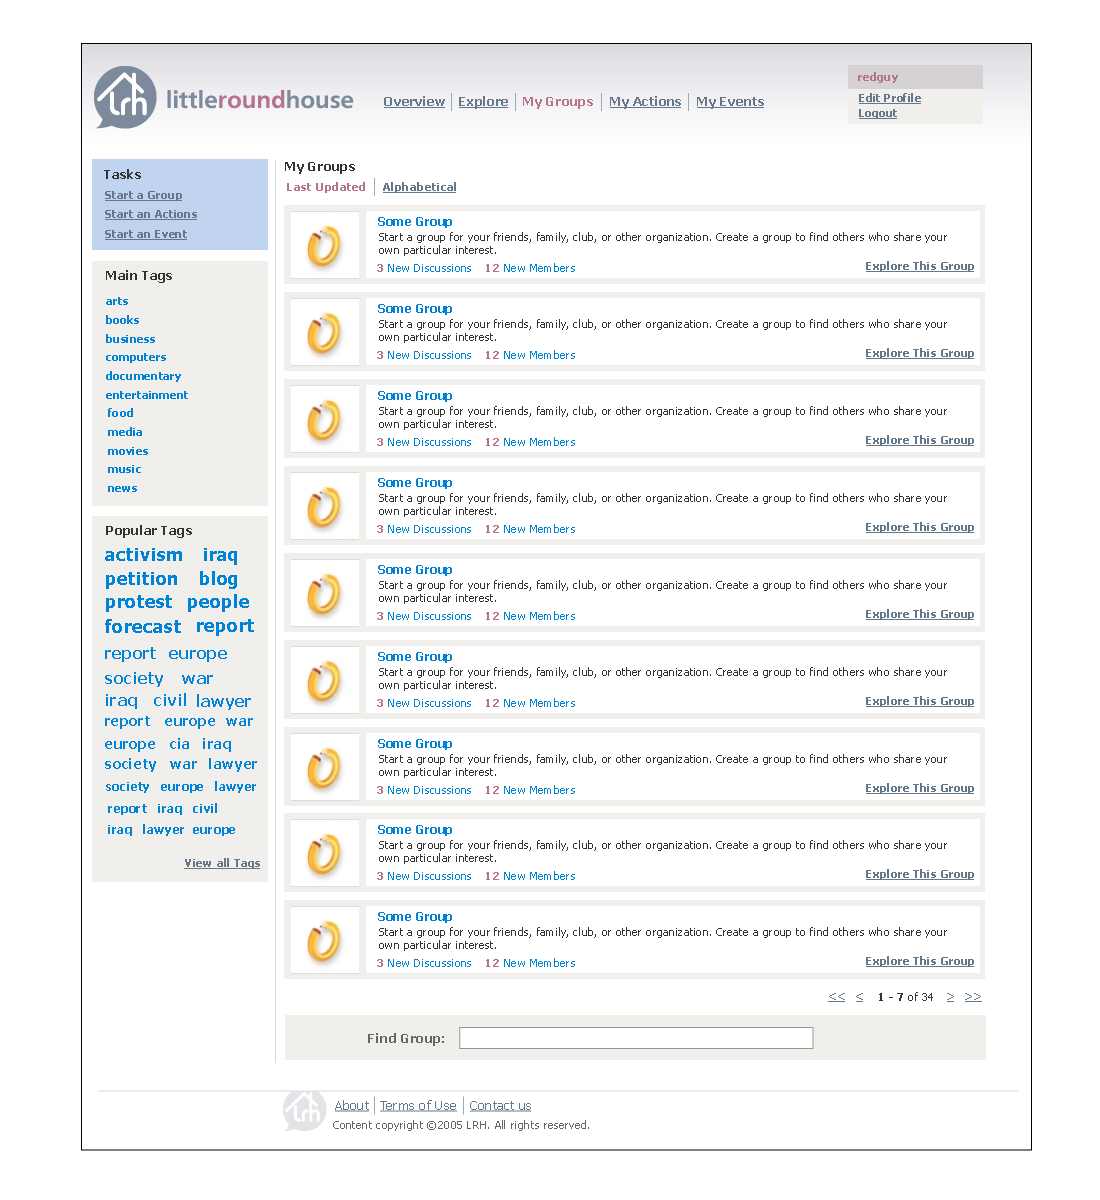 lrh littleroundhouse
Overview Explore My Groups My Actions My Events
redguy
Edit Profile
Logout
Tasks
Start a Group
Start an Actions
Start an Event
Main Tags
arts
books
business
computers
documentary
entertainment
food
media
movies
music
news
Popular Tags
activism iraq
petition blog
protest people
forecast report
report europe
society war
iraq civil lawyer
report europe war
europe cia iraq
society war lawyer
society europe lawyer
report iraq civil
iraq lawyer europe
View all Tags
My Groups
Last Updated Alphabetical
Some Group
Start a group for your friends, family, club, or other organization. Create a group to find others who share your
own particular interest.
3 New Discussions 12 New Members Explore This Group
Some Group
Start a group for your friends, family, club, or other organization. Create a group to find others who share your
own particular interest.
3 New Discussions 12 New Members Explore This Group
Some Group
Start a group for your friends, family, club, or other organization. Create a group to find others who share your
own particular interest.
3 New Discussions 12 New Members Explore This Group
Some Group
Start a group for your friends, family, club, or other organization. Create a group to find others who share your
own particular interest.
3 New Discussions 12 New Members Explore This Group
Some Group
Start a group for your friends, family, club, or other organization. Create a group to find others who share your
own particular interest.
3 New Discussions 12 New Members Explore This Group
Some Group
Start a group for your friends, family, club, or other organization. Create a group to find others who share your
own particular interest.
3 New Discussions 12 New Members Explore This Group
Some Group
Start a group for your friends, family, club, or other organization. Create a group to find others who share your
own particular interest.
3 New Discussions 12 New Members Explore This Group
Some Group
Start a group for your friends, family, club, or other organization. Create a group to find others who share your
own particular interest.
3 New Discussions 12 New Members Explore This Group
Some Group
Start a group for your friends, family, club, or other organization. Create a group to find others who share your
own particular interest.
3 New Discussions 12 New Members Explore This Group
<< < 1 - 7 of 34 > >>
Find Group:
lrh
About Terms of Use Contact us
Content copyright ©2005 LRH. All rights reserved.